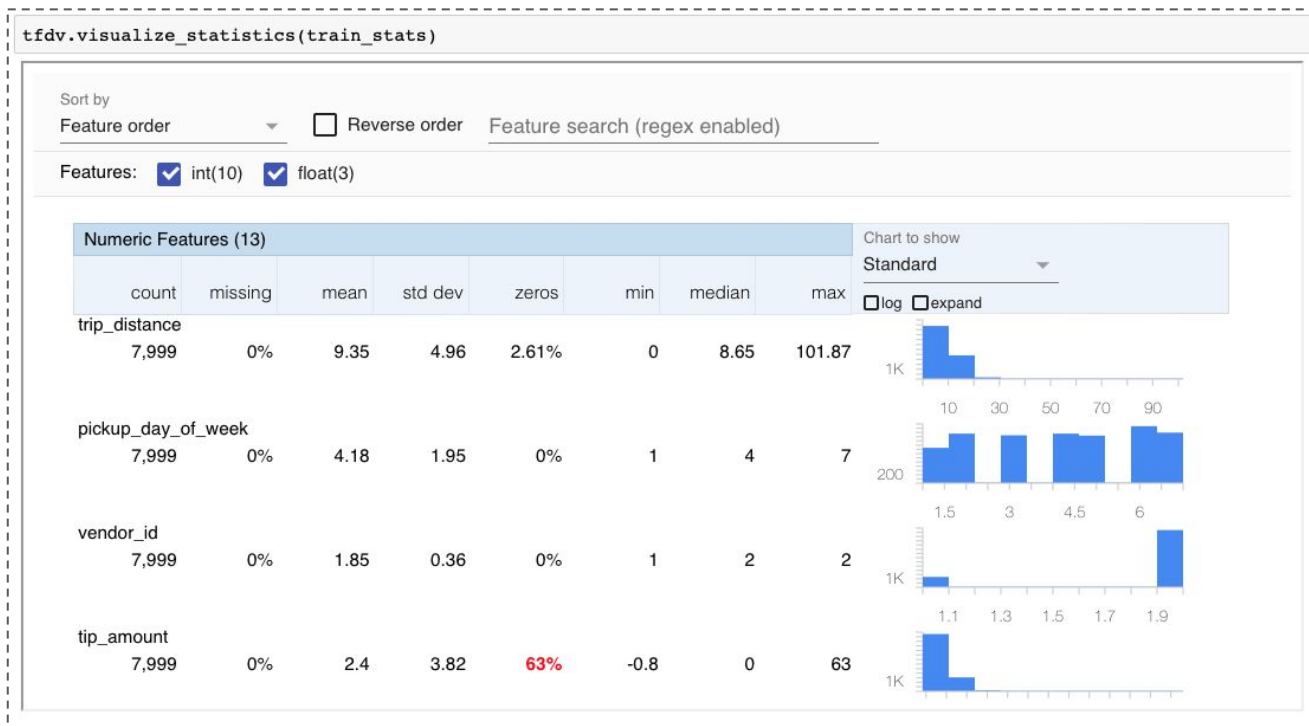 tfdv.visualize_statistics(train_stats)
Sort by
Feature order
Reverse order
Feature search (regex enabled)
Features: int(10) float(3)
Numeric Features (13)
Chart to show
Standard
count missing mean std dev zeros min median max
log expand
trip_distance
7,999 0% 9.35 4.96 2.61% 0 8.65 101.87
1K
10 30 50 70 90
pickup_day_of_week
7,999 0% 4.18 1.95 0% 1 4 7
200
1.5 3 4.5 6
vendor_id
7,999 0% 1.85 0.36 0% 1 2 2
1K
1.1 1.3 1.5 1.7 1.9
tip_amount
7,999 0% 2.4 3.82 63% -0.8 0 63
1K